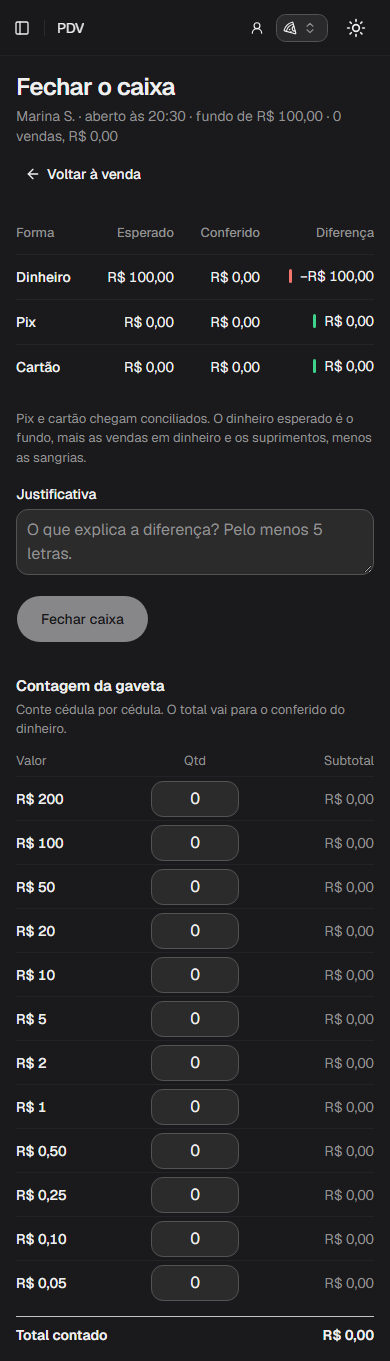 PDV
Fechar o caixa
Marina S. · aberto às 20:30 · fundo de R$ 100,00 · 0
vendas, R$ 0,00
← Voltar à venda
Forma Esperado Conferido Diferença
Dinheiro R$ 100,00 R$ 0,00 −R$ 100,00
Pix R$ 0,00 R$ 0,00 R$ 0,00
Cartão R$ 0,00 R$ 0,00 R$ 0,00
Pix e cartão chegam conciliados. O dinheiro esperado é o
fundo, mais as vendas em dinheiro e os suprimentos, menos
as sangrias.
Justificativa
O que explica a diferença? Pelo menos 5
letras.
Fechar caixa
Contagem da gaveta
Conte cédula por cédula. O total vai para o conferido do
dinheiro.
Valor Qtd Subtotal
R$ 200 0 R$ 0,00
R$ 100 0 R$ 0,00
R$ 50 0 R$ 0,00
R$ 20 0 R$ 0,00
R$ 10 0 R$ 0,00
R$ 5 0 R$ 0,00
R$ 2 0 R$ 0,00
R$ 1 0 R$ 0,00
R$ 0,50 0 R$ 0,00
R$ 0,25 0 R$ 0,00
R$ 0,10 0 R$ 0,00
R$ 0,05 0 R$ 0,00
Total contado R$ 0,00